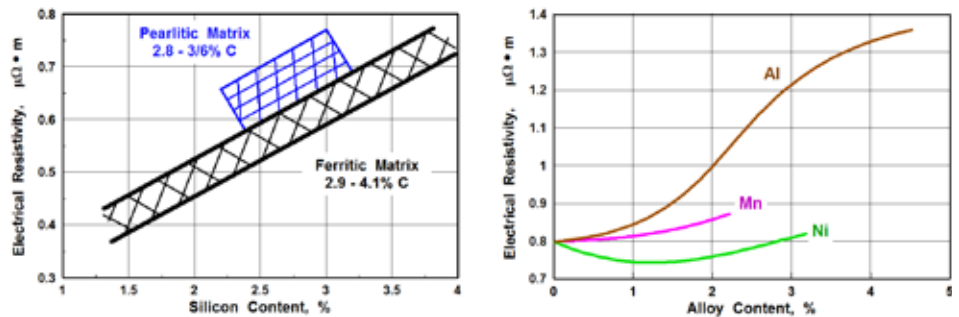 Electrical Resistivity, μΩ • m
0.8
0.7
0.6
0.5
0.4
0.3
Pearlitic Matrix
2.8 - 3/6% C
Ferritic Matrix
2.9 - 4.1% C
1 1.5 2 2.5 3 3.5 4
Silicon Content, %
Electrical Resistivity, μΩ • m
1.4
1.3
1.2
1.1
1
0.9
0.8
0.7
Al
Mn
Ni
0 1 2 3 4 5
Alloy Content, %